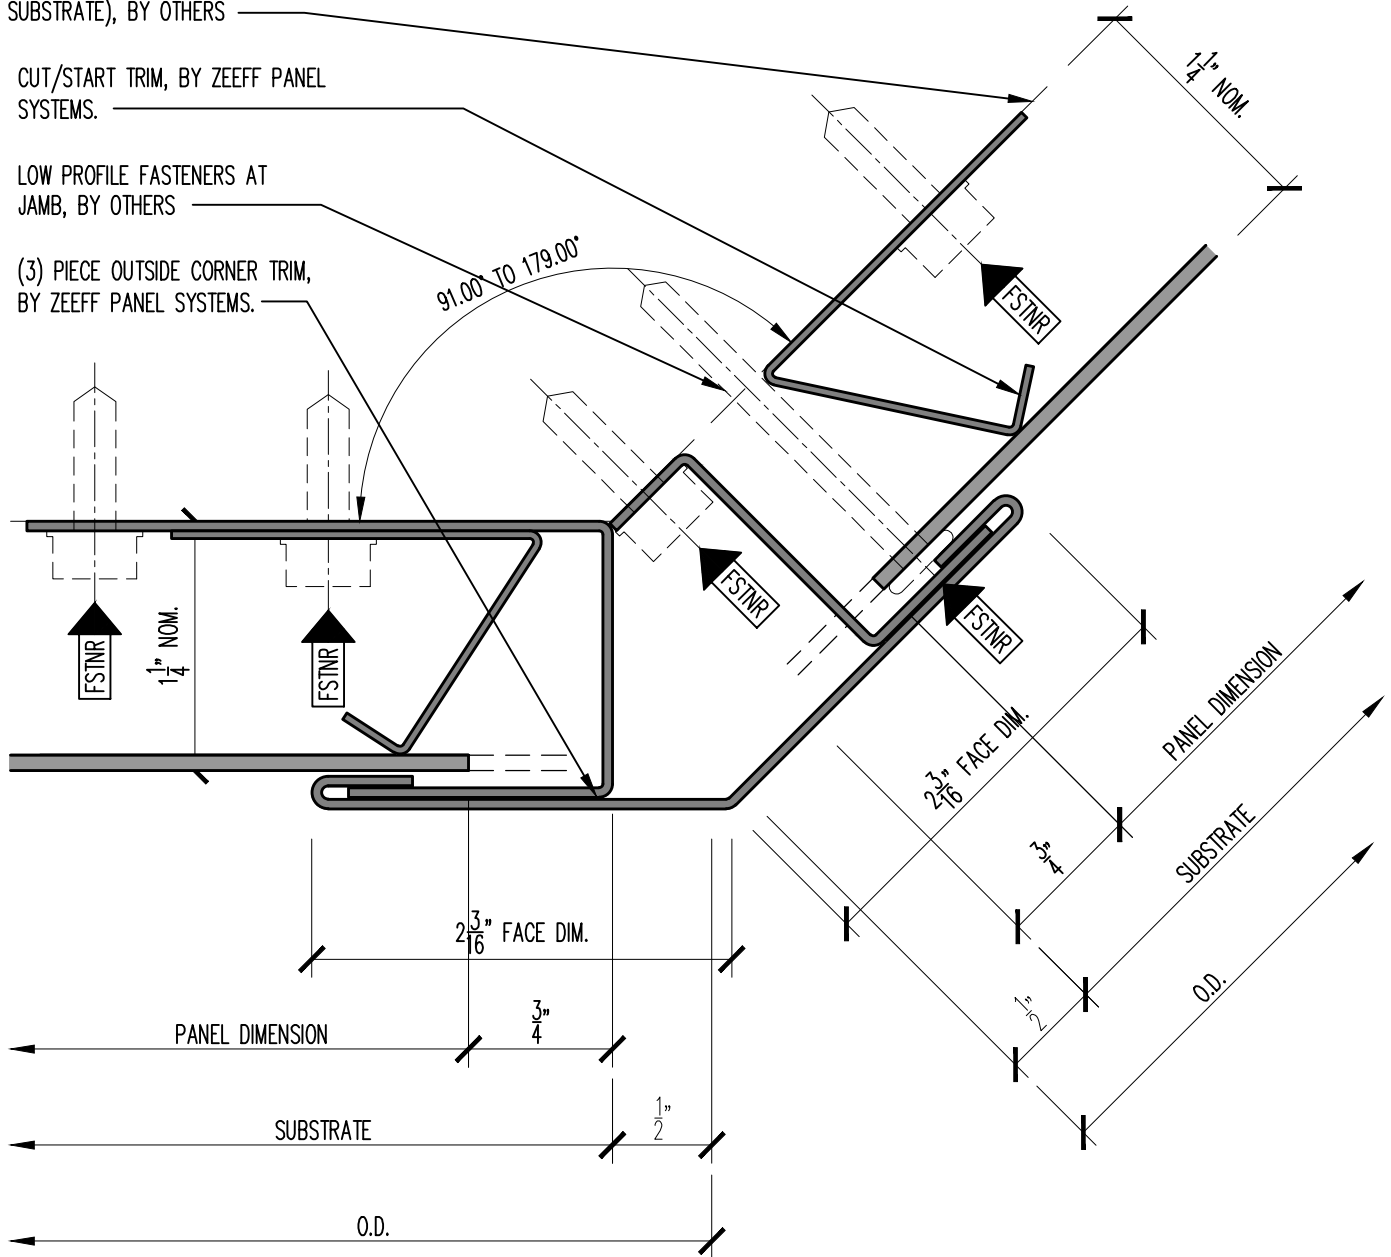 SUBSTRATE), BY OTHERS
CUT/START TRIM, BY ZEEFF PANEL
SYSTEMS.
LOW PROFILE FASTENERS AT
JAMB, BY OTHERS
(3) PIECE OUTSIDE CORNER TRIM,
BY ZEEFF PANEL SYSTEMS.
91.00° TO 179.00°
1 1/4" NOM.
FSTNR
FSTNR
FSTNR
FSTNR
FSTNR
1 1/4" NOM.
2 3/16" FACE DIM.
3/4"
PANEL DIMENSION
SUBSTRATE
1/2"
O.D.
2 3/16" FACE DIM.
PANEL DIMENSION
3/4"
SUBSTRATE
1/2"
O.D.